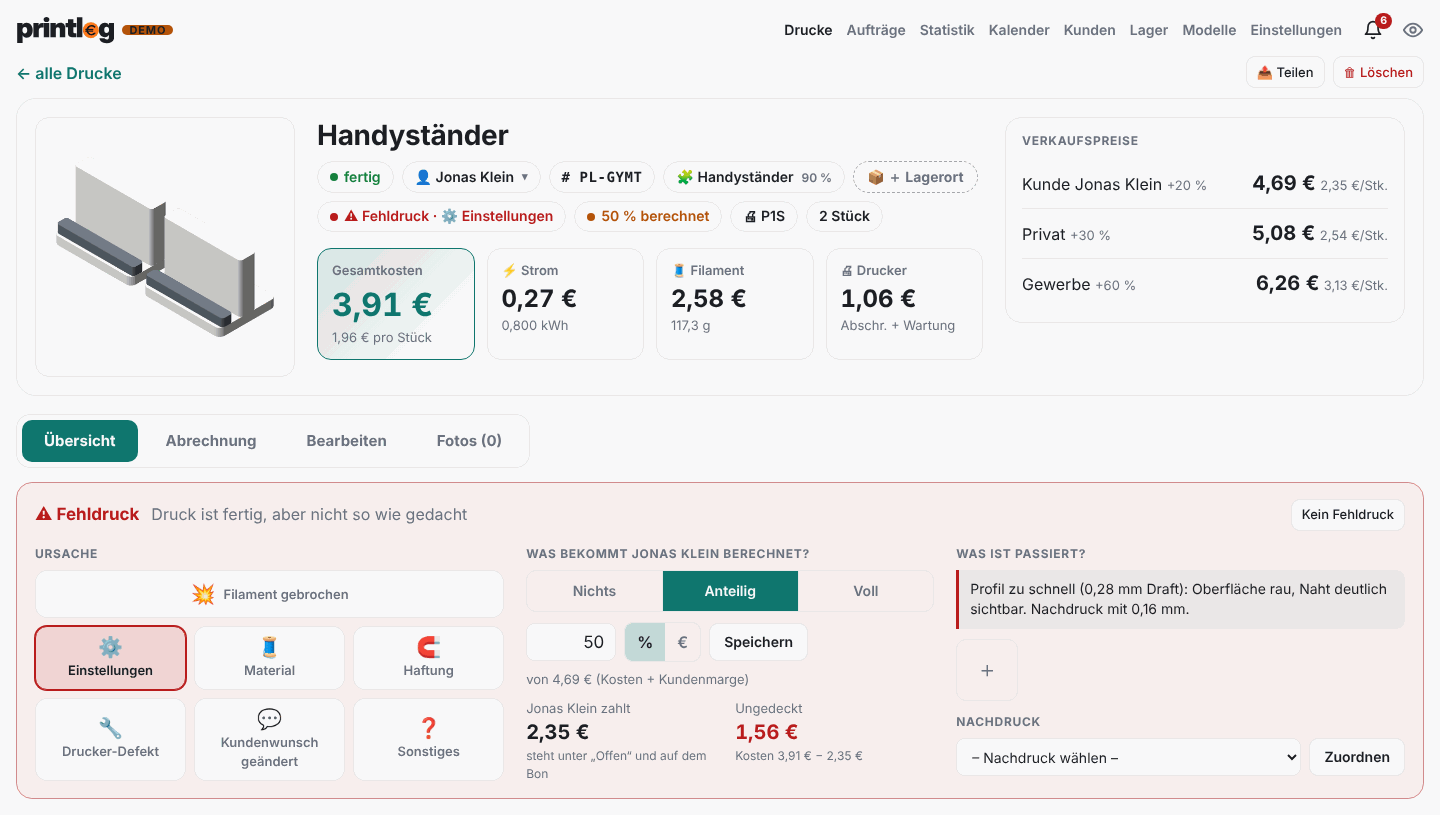 printl€g DEMO
Drucke Aufträge Statistik Kalender Kunden Lager Modelle Einstellungen 6
← alle Drucke
Teilen Löschen
Handyständer
fertig Jonas Klein ▾ # PL-GYMT Handyständer 90 % + Lagerort
Fehldruck · Einstellungen 50 % berechnet P1S 2 Stück
Gesamtkosten
3,91 €
1,96 € pro Stück
Strom
0,27 €
0,800 kWh
Filament
2,58 €
117,3 g
Drucker
1,06 €
Abschr. + Wartung
VERKAUFSPREISE
Kunde Jonas Klein +20 % 4,69 € 2,35 €/Stk.
Privat +30 % 5,08 € 2,54 €/Stk.
Gewerbe +60 % 6,26 € 3,13 €/Stk.
Übersicht Abrechnung Bearbeiten Fotos (0)
Fehldruck Druck ist fertig, aber nicht so wie gedacht
Kein Fehldruck
URSACHE
Filament gebrochen
Einstellungen Material Haftung
Drucker-Defekt
Kundenwunsch
geändert
Sonstiges
WAS BEKOMMT JONAS KLEIN BERECHNET?
Nichts Anteilig Voll
50 % € Speichern
von 4,69 € (Kosten + Kundenmarge)
Jonas Klein zahlt
2,35 €
steht unter „Offen“ und auf dem
Bon
Ungedeckt
1,56 €
Kosten 3,91 € − 2,35 €
WAS IST PASSIERT?
Profil zu schnell (0,28 mm Draft): Oberfläche rau, Naht deutlich
sichtbar. Nachdruck mit 0,16 mm.
+
NACHDRUCK
– Nachdruck wählen – Zuordnen